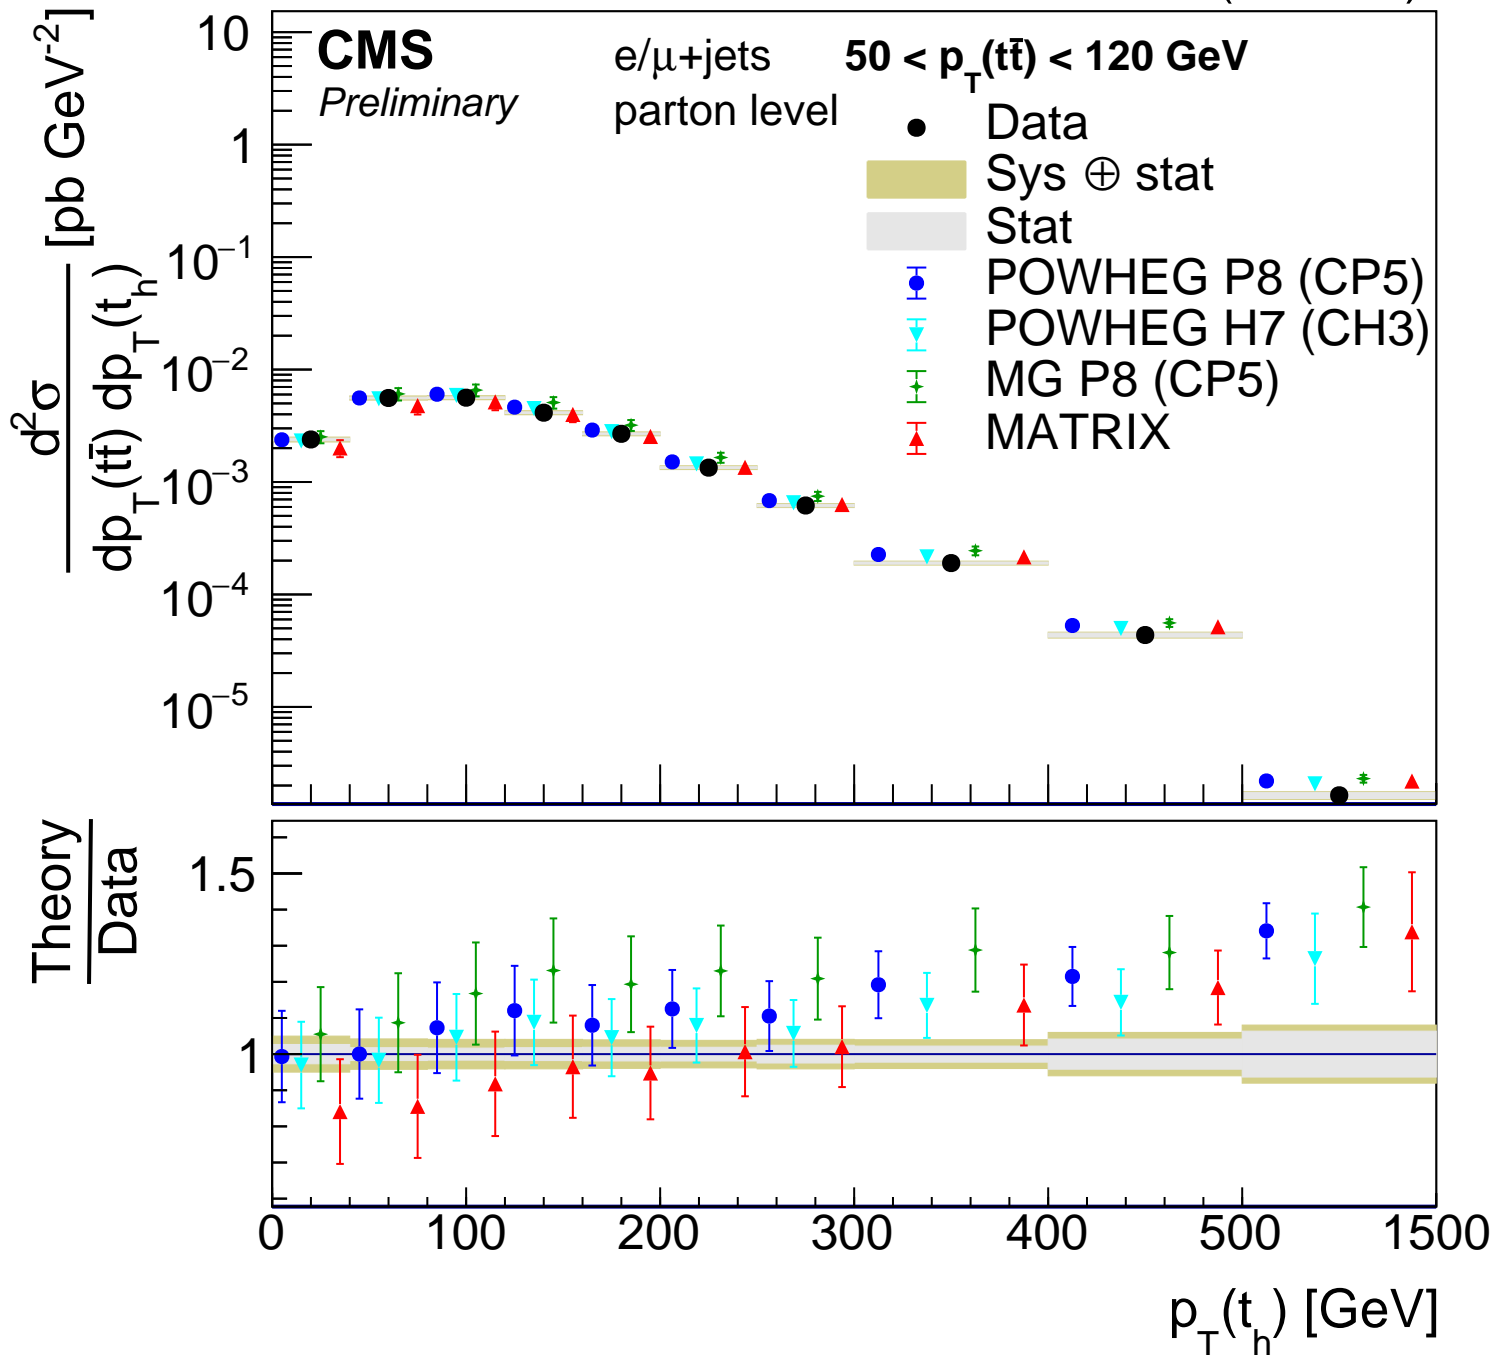 CMS
Preliminary
e/μ+jets
parton level
50 < p_T(tt̄) < 120 GeV
Data
Sys ⊕ stat
Stat
POWHEG P8 (CP5)
POWHEG H7 (CH3)
MG P8 (CP5)
MATRIX
d²σ
dp_T(tt̄) dp_T(t_h)
[pb GeV⁻²]
10
1
10⁻¹
10⁻²
10⁻³
10⁻⁴
10⁻⁵
Theory
Data
1.5
1
0 100 200 300 400 500 1500
p_T(t_h) [GeV]